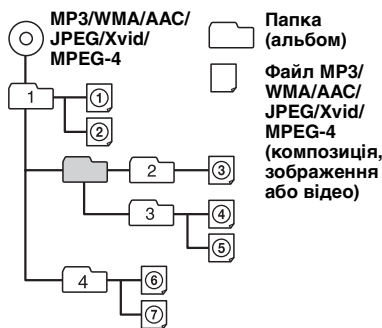 MP3/WMA/AAC/
JPEG/Xvid/
MPEG-4
Папка
(альбом)
Файл MP3/
WMA/AAC/
JPEG/Xvid/
MPEG-4
(композиція,
зображення
або відео)
1
①
②
2
③
3
④
⑤
4
⑥
⑦